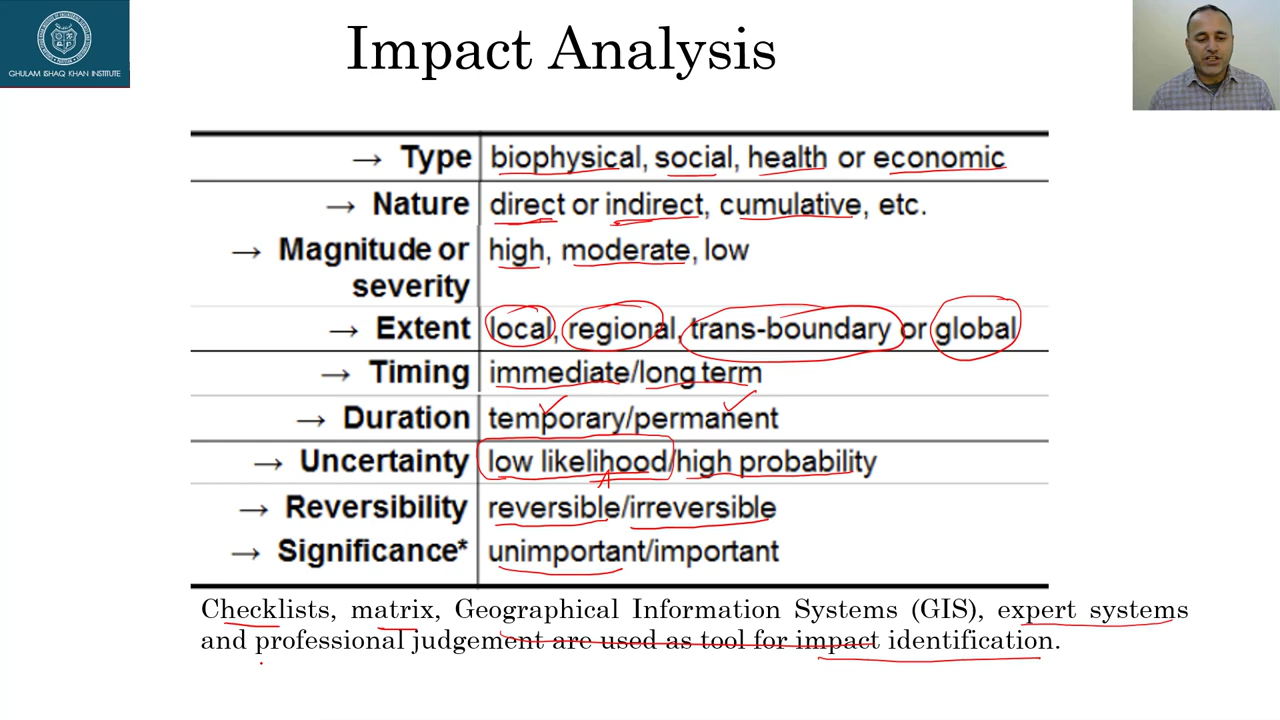 GHULAM ISHAQ KHAN INSTITUTE
Impact Analysis
→ Type biophysical, social, health or economic
→ Nature direct or indirect, cumulative, etc.
→ Magnitude or high, moderate, low
severity
→ Extent local, regional, trans-boundary or global
→ Timing immediate/long term
→ Duration temporary/permanent
→ Uncertainty low likelihood/high probability
→ Reversibility reversible/irreversible
→ Significance* unimportant/important
Checklists, matrix, Geographical Information Systems (GIS), expert systems
and professional judgement are used as tool for impact identification.